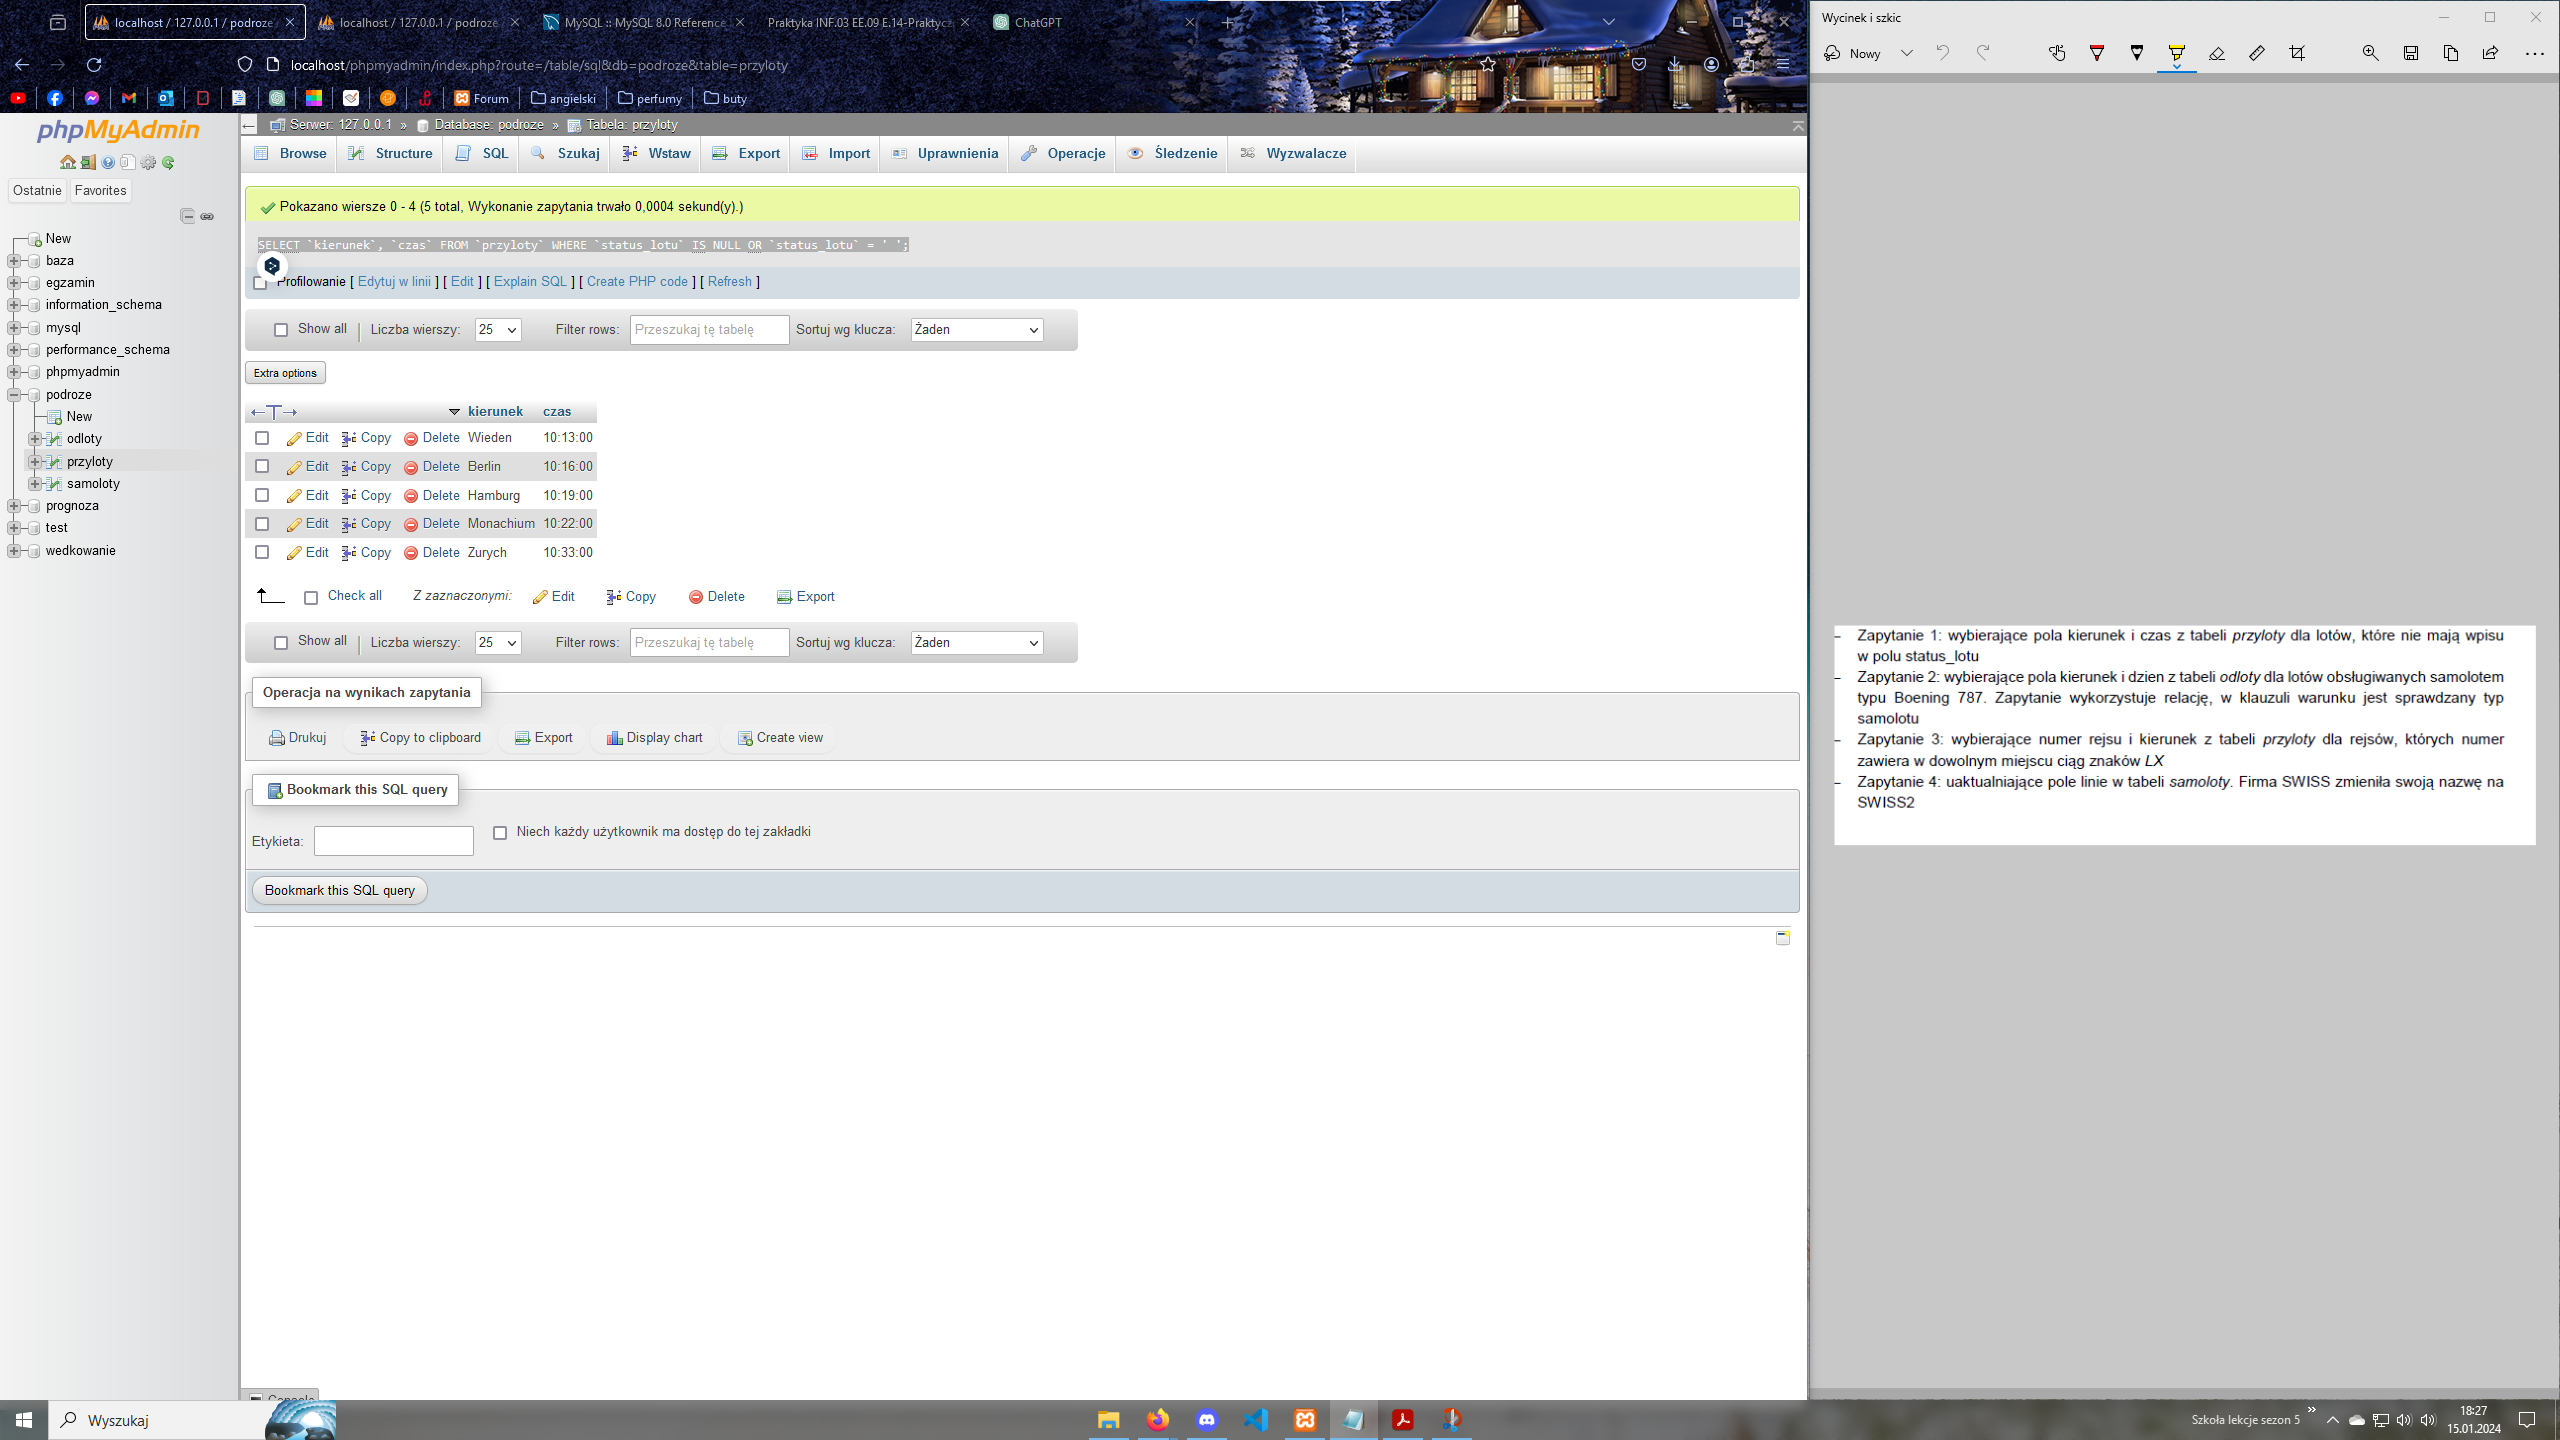 localhost / 127.0.0.1 / podroze
localhost / 127.0.0.1 / podroze
MySQL :: MySQL 8.0 Reference
Praktyka INF.03 EE.09 E.14-Praktycz
ChatGPT
localhost/phpmyadmin/index.php?route=/table/sql&db=podroze&table=przyloty
Forum
angielski
perfumy
buty
phpMyAdmin
Ostatnie Favorites
New
baza
egzamin
information_schema
mysql
performance_schema
phpmyadmin
podroze
New
odloty
przyloty
samoloty
prognoza
test
wedkowanie
Serwer: 127.0.0.1 » Database: podroze » Tabela: przyloty
Browse Structure SQL Szukaj Wstaw Export Import Uprawnienia Operacje Śledzenie Wyzwalacze
Pokazano wiersze 0 - 4 (5 total, Wykonanie zapytania trwało 0,0004 sekund(y).)
SELECT `kierunek`, `czas` FROM `przyloty` WHERE `status_lotu` IS NULL OR `status_lotu` = ' ';
Profilowanie [ Edytuj w linii ] [ Edit ] [ Explain SQL ] [ Create PHP code ] [ Refresh ]
Show all Liczba wierszy: 25 Filter rows: Przeszukaj tę tabelę Sortuj wg klucza: Żaden
Extra options
kierunek czas
Edit Copy Delete Wieden 10:13:00
Edit Copy Delete Berlin 10:16:00
Edit Copy Delete Hamburg 10:19:00
Edit Copy Delete Monachium 10:22:00
Edit Copy Delete Zurych 10:33:00
Check all Z zaznaczonymi: Edit Copy Delete Export
Show all Liczba wierszy: 25 Filter rows: Przeszukaj tę tabelę Sortuj wg klucza: Żaden
Operacja na wynikach zapytania
Drukuj Copy to clipboard Export Display chart Create view
Bookmark this SQL query
Etykieta: Niech każdy użytkownik ma dostęp do tej zakładki
Bookmark this SQL query
Console
Wycinek i szkic
Nowy
- Zapytanie 1: wybierające pola kierunek i czas z tabeli przyloty dla lotów, które nie mają wpisu
w polu status_lotu
- Zapytanie 2: wybierające pola kierunek i dzien z tabeli odloty dla lotów obsługiwanych samolotem
typu Boening 787. Zapytanie wykorzystuje relację, w klauzuli warunku jest sprawdzany typ
samolotu
- Zapytanie 3: wybierające numer rejsu i kierunek z tabeli przyloty dla rejsów, których numer
zawiera w dowolnym miejscu ciąg znaków LX
- Zapytanie 4: uaktualniające pole linie w tabeli samoloty. Firma SWISS zmieniła swoją nazwę na
SWISS2
Wyszukaj
Szkoła lekcje sezon 5
18:27
15.01.2024